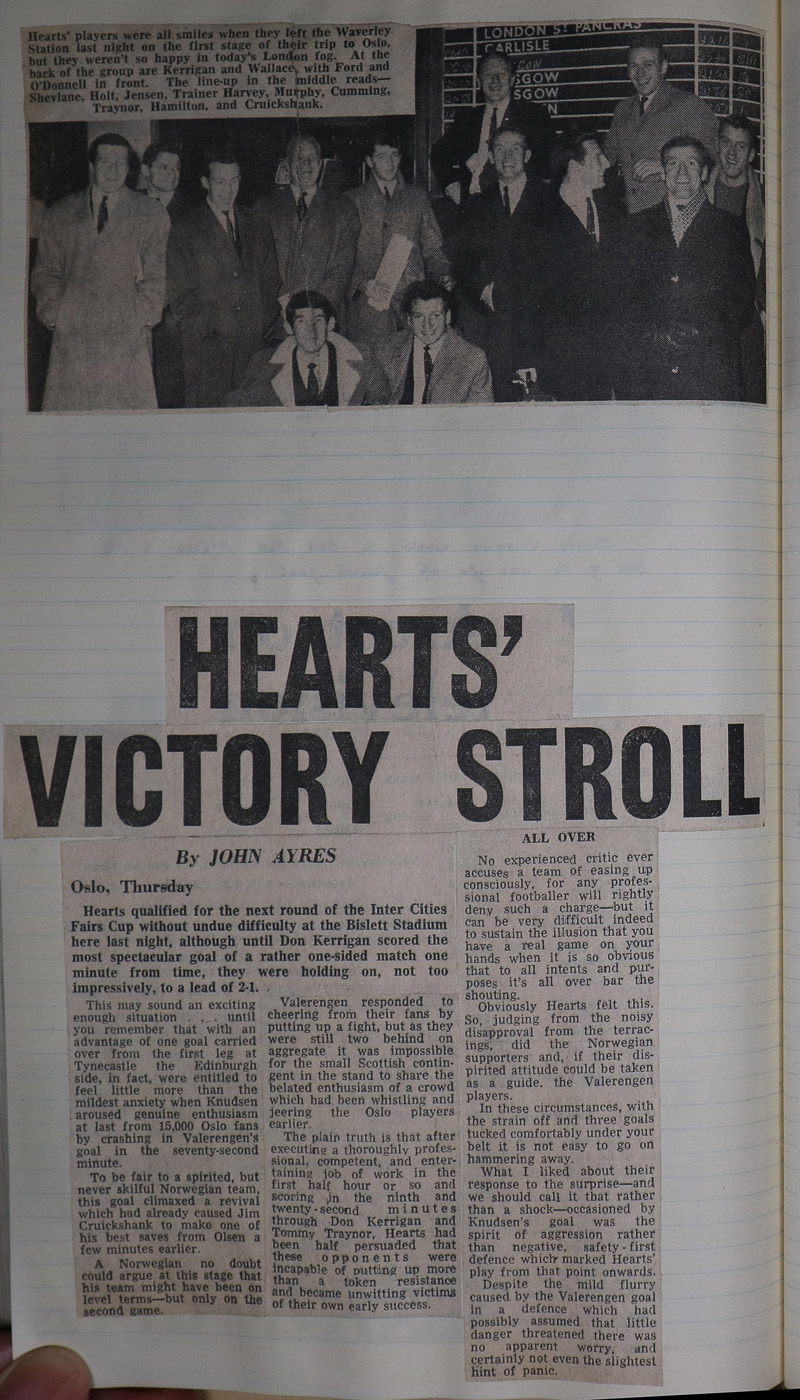 Hearts' players were all smiles when they left the Waverley
Station last night on the first stage of their trip to Oslo,
but they weren't so happy in today's London fog. At the
back of the group are Kerrigan and Wallace, with Ford and
O'Donnell in front. The line-up in the middle reads—
Shevlane, Holt, Jensen, Trainer Harvey, Murphy, Cumming,
Traynor, Hamilton, and Cruickshank.
LONDON ST PANCRAS
CARLISLE
SGOW
SGOW
N
HEARTS'
VICTORY STROLL
By JOHN AYRES
Oslo, Thursday
Hearts qualified for the next round of the Inter Cities
Fairs Cup without undue difficulty at the Bislett Stadium
here last night, although until Don Kerrigan scored the
most spectacular goal of a rather one-sided match one
minute from time, they were holding on, not too
impressively, to a lead of 2-1.
This may sound an exciting
enough situation . . . until
you remember that with an
advantage of one goal carried
over from the first leg at
Tynecastle the Edinburgh
side, in fact, were entitled to
feel little more than the
mildest anxiety when Knudsen
aroused genuine enthusiasm
at last from 15,000 Oslo fans
by crashing in Valerengen's
goal in the seventy-second
minute.
To be fair to a spirited, but
never skilful Norwegian team,
this goal climaxed a revival
which had already caused Jim
Cruickshank to make one of
his best saves from Olsen a
few minutes earlier.
A Norwegian no doubt
could argue at this stage that
his team might have been on
level terms—but only on the
second game.
Valerengen responded to
cheering from their fans by
putting up a fight, but as they
were still two behind on
aggregate it was impossible
for the small Scottish contin-
gent in the stand to share the
belated enthusiasm of a crowd
which had been whistling and
jeering the Oslo players
earlier.
The plain truth is that after
executing a thoroughly profes-
sional, competent, and enter-
taining job of work in the
first half hour or so and
scoring in the ninth and
twenty-second minutes
through Don Kerrigan and
Tommy Traynor, Hearts had
been half persuaded that
these opponents were
incapable of putting up more
than a token resistance
and became unwitting victims
of their own early success.
ALL OVER
No experienced critic ever
accuses a team of easing up
consciously, for any profes-
sional footballer will rightly
deny such a charge—but it
can be very difficult indeed
to sustain the illusion that you
have a real game on your
hands when it is so obvious
that to all intents and pur-
poses it's all over bar the
shouting.
Obviously Hearts felt this.
So, judging from the noisy
disapproval from the terrac-
ings, did the Norwegian
supporters and, if their dis-
pirited attitude could be taken
as a guide, the Valerengen
players.
In these circumstances, with
the strain off and three goals
tucked comfortably under your
belt it is not easy to go on
hammering away.
What I liked about their
response to the surprise—and
we should call it that rather
than a shock—occasioned by
Knudsen's goal was the
spirit of aggression rather
than negative, safety-first
defence which marked Hearts'
play from that point onwards.
Despite the mild flurry
caused by the Valerengen goal
in a defence which had
possibly assumed that little
danger threatened there was
no apparent worry, and
certainly not even the slightest
hint of panic.